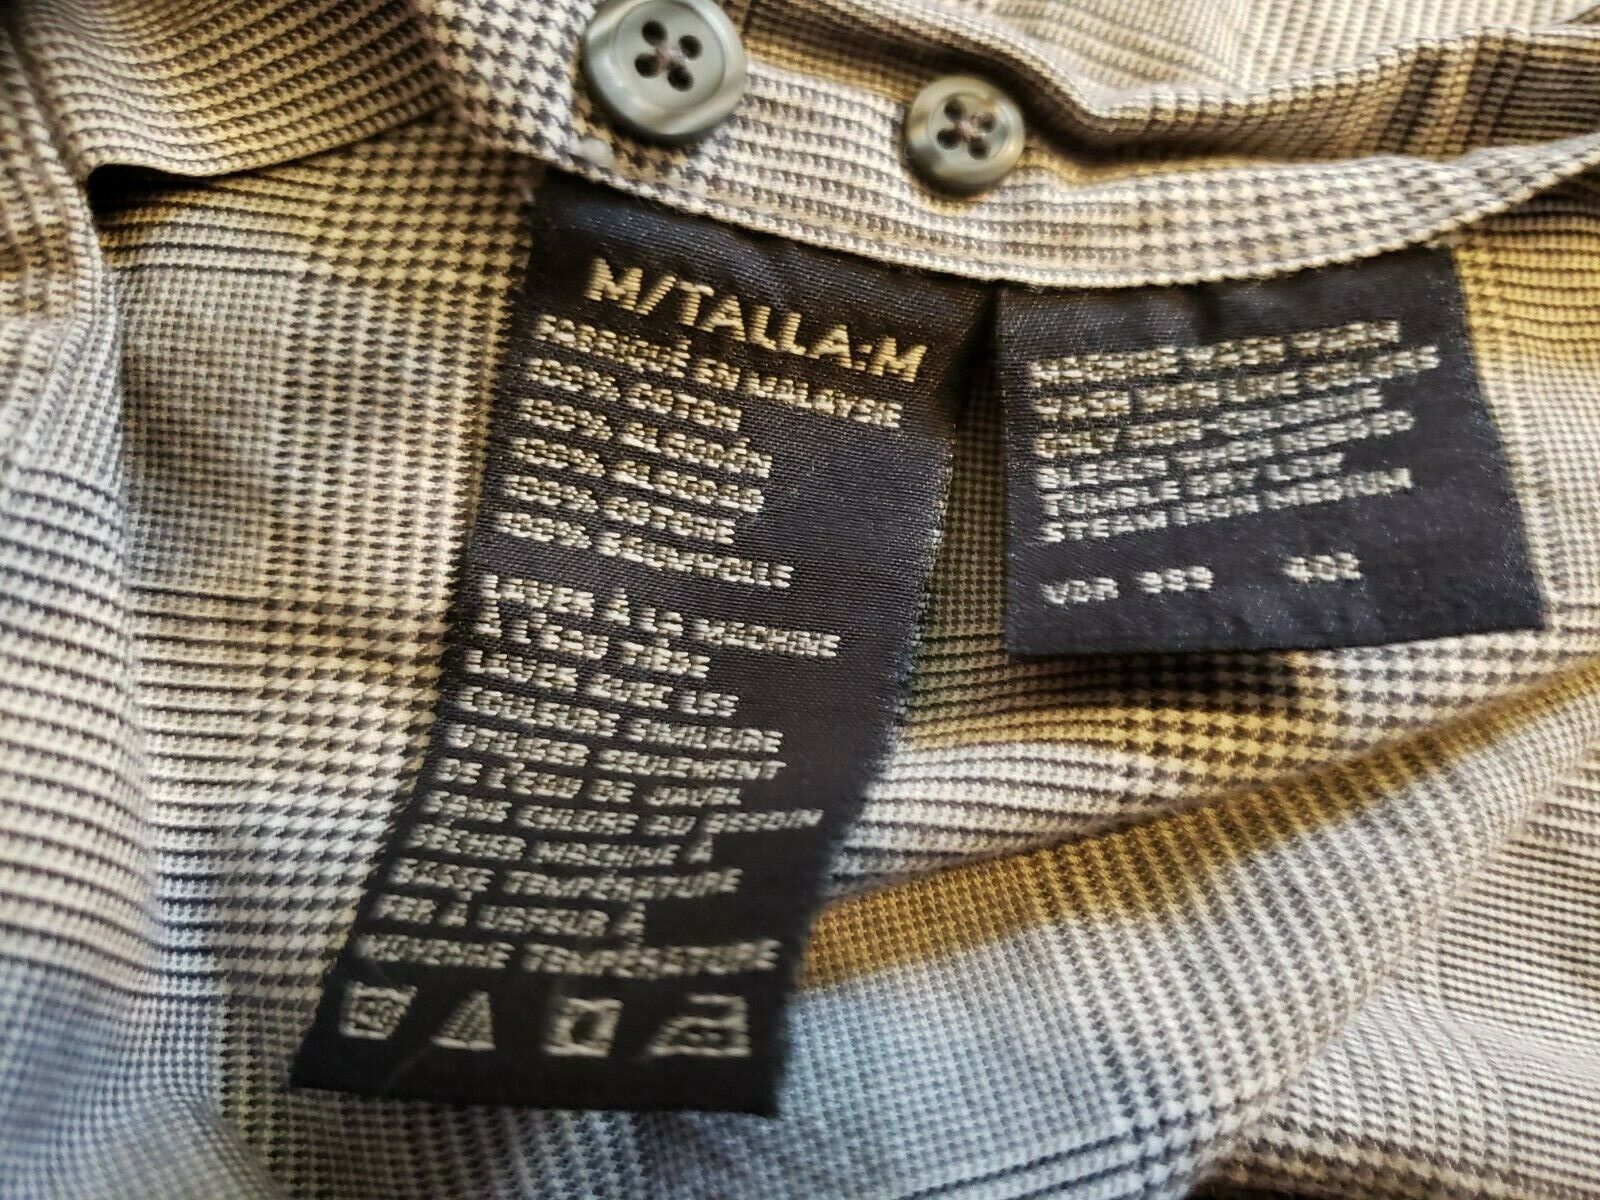 M/TALLA:M
FABRIQUÉ EN MALAYSIE
100% COTON
100% ALGODÓN
100% ALGODÃO
100% COTONE
100% BAUMWOLLE
LAVER À LA MACHINE
À L'EAU TIÈDE
LAVER AVEC LES
COULEURS SIMILAIRE
UTILISER SEULEMENT
DE L'EAU DE JAVEL
SANS CHLORE AU BESOIN
SÉCHER MACHINE À
BASSE TEMPÉRATURE
FER À VAPEUR À
MOYENNE TEMPÉRATURE
MACHINE WASH WARM
WASH WITH LIKE COLORS
ONLY NON-CHLORINE
BLEACH WHEN NEEDED
TUMBLE DRY LOW
STEAM IRON MEDIUM
VDR